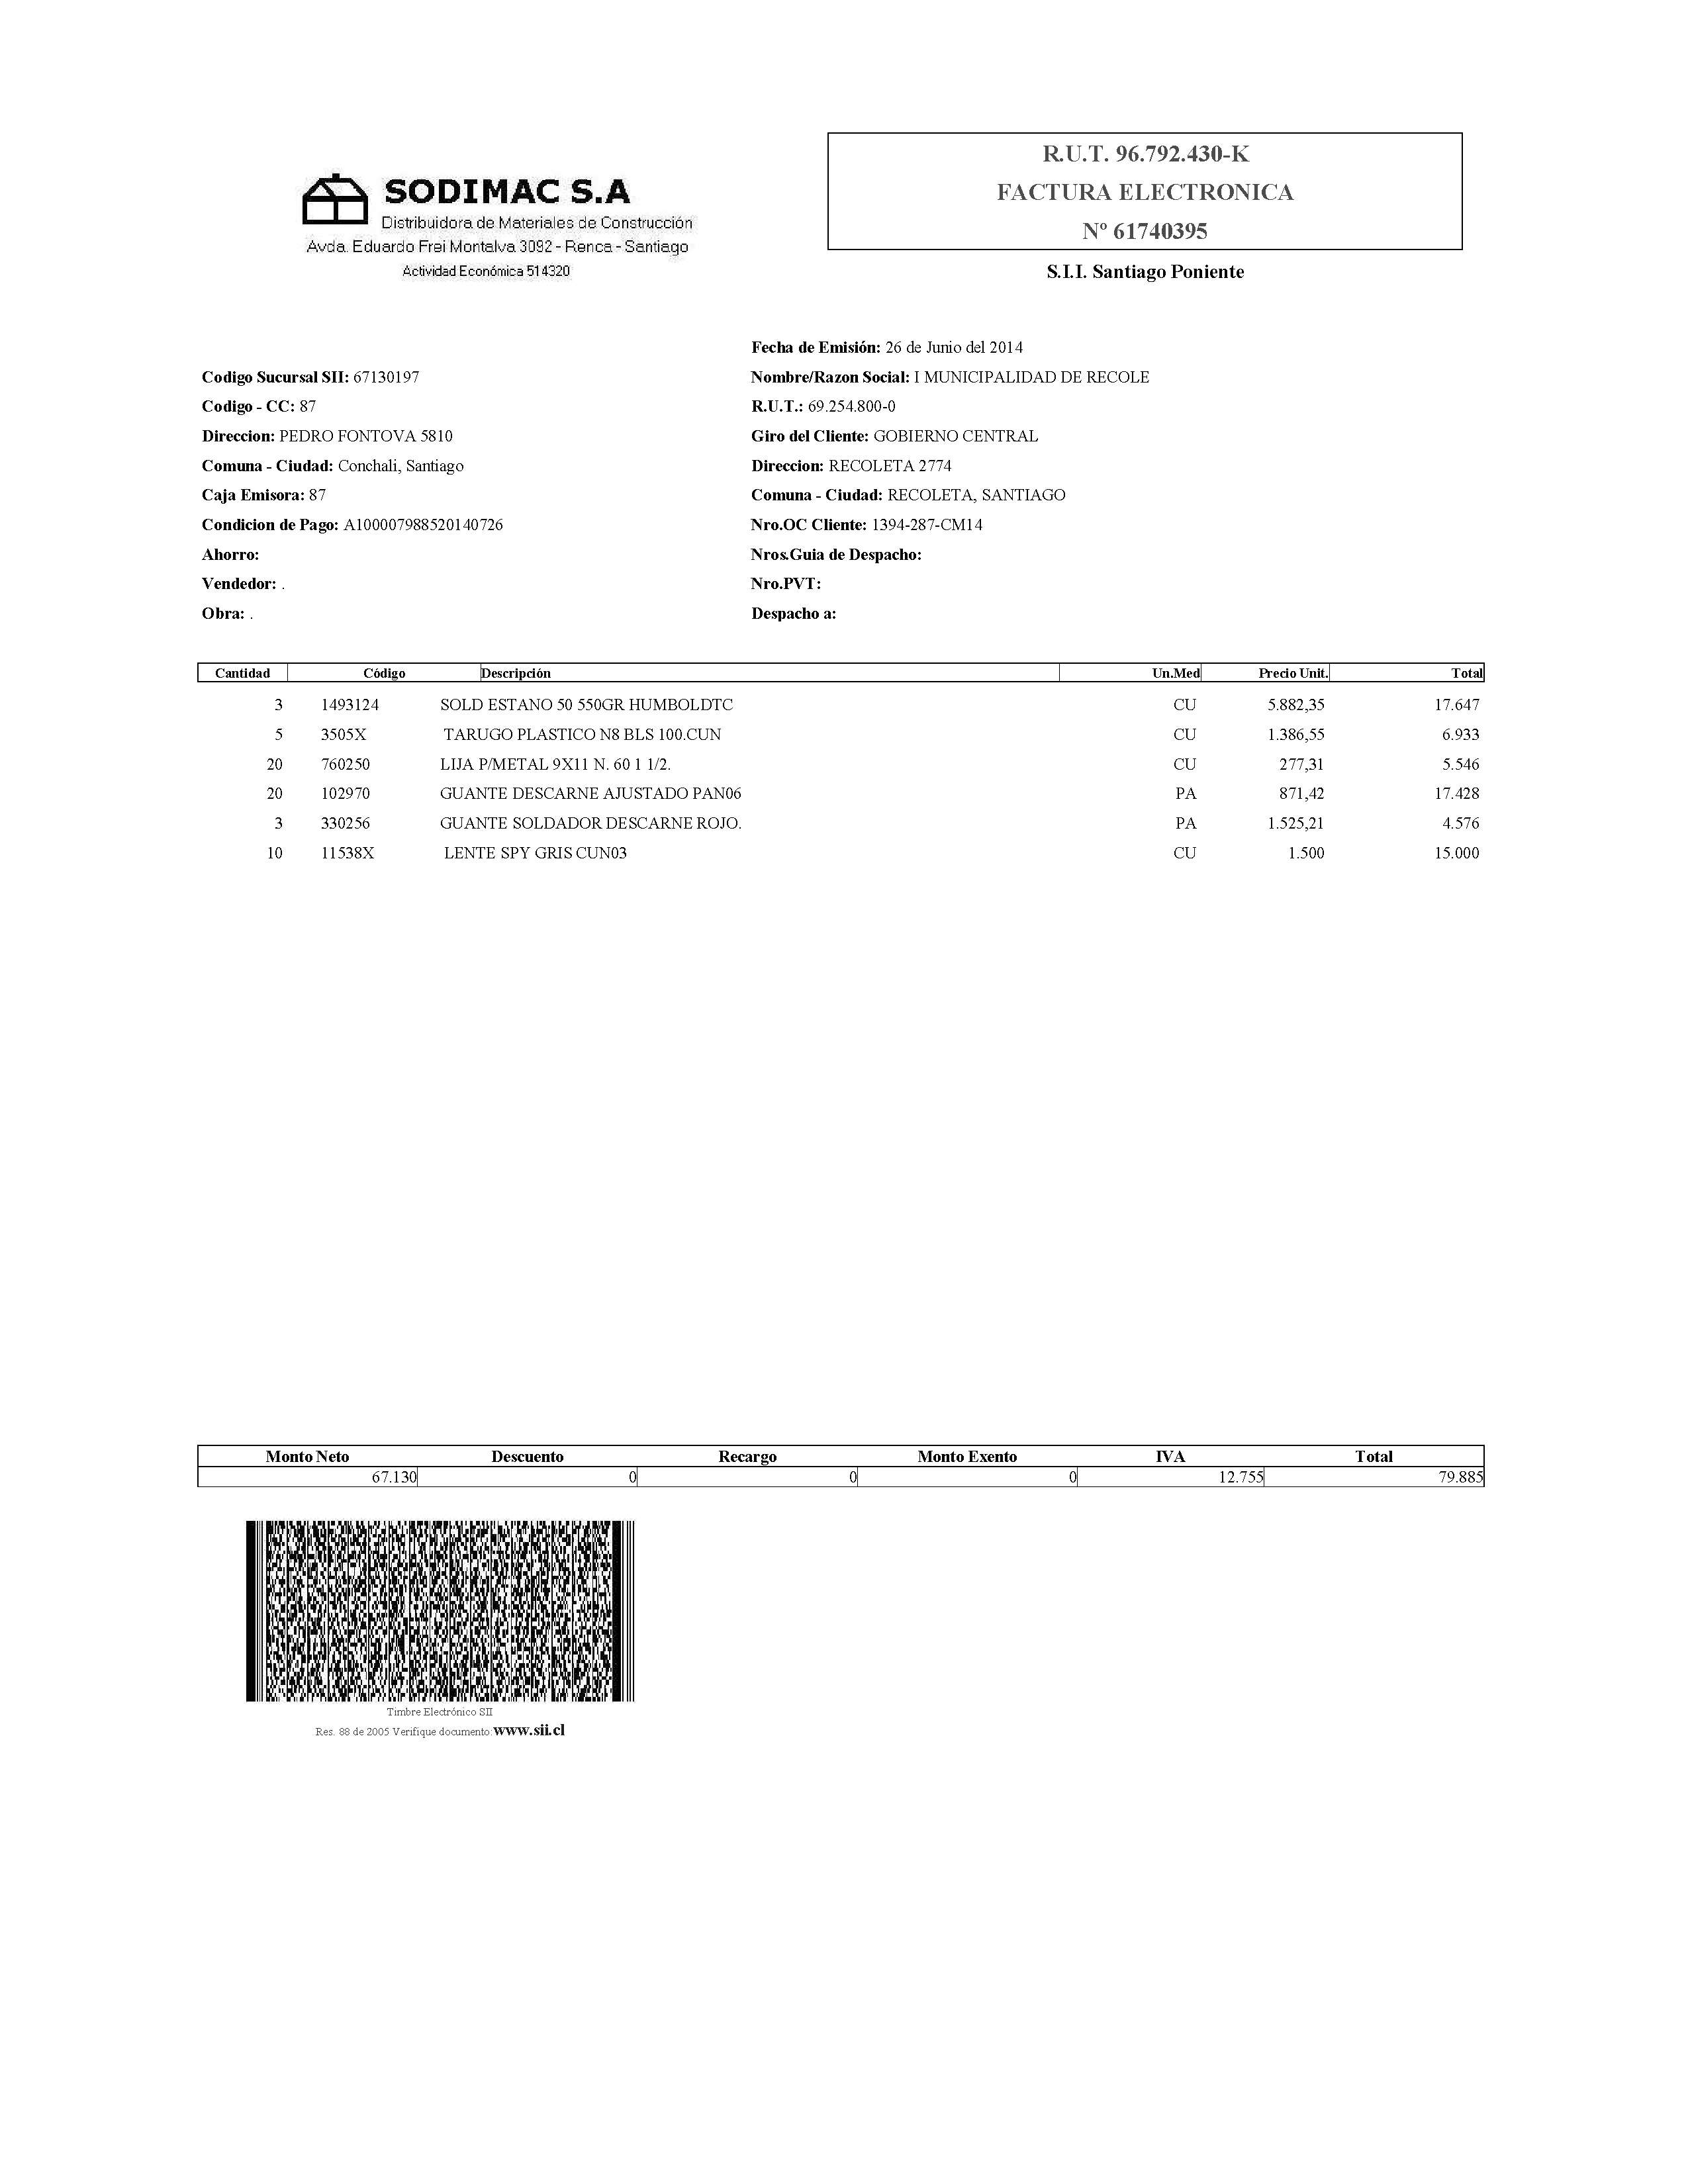 SODIMAC S.A
Distribuidora de Materiales de Construcción
Avda. Eduardo Frei Montalva 3092 - Renca - Santiago
Actividad Económica 514320
R.U.T. 96.792.430-K
FACTURA ELECTRONICA
Nº 61740395
S.I.I. Santiago Poniente
Fecha de Emisión: 26 de Junio del 2014
Codigo Sucursal SII: 67130197 Nombre/Razon Social: I MUNICIPALIDAD DE RECOLE
Codigo - CC: 87 R.U.T.: 69.254.800-0
Direccion: PEDRO FONTOVA 5810 Giro del Cliente: GOBIERNO CENTRAL
Comuna - Ciudad: Conchali, Santiago Direccion: RECOLETA 2774
Caja Emisora: 87 Comuna - Ciudad: RECOLETA, SANTIAGO
Condicion de Pago: A100007988520140726 Nro.OC Cliente: 1394-287-CM14
Ahorro: Nros.Guia de Despacho:
Vendedor: . Nro.PVT:
Obra: . Despacho a:
Cantidad Código Descripción Un.Med Precio Unit. Total
3 1493124 SOLD ESTANO 50 550GR HUMBOLDTC CU 5.882,35 17.647
5 3505X TARUGO PLASTICO N8 BLS 100.CUN CU 1.386,55 6.933
20 760250 LIJA P/METAL 9X11 N. 60 1 1/2. CU 277,31 5.546
20 102970 GUANTE DESCARNE AJUSTADO PAN06 PA 871,42 17.428
3 330256 GUANTE SOLDADOR DESCARNE ROJO. PA 1.525,21 4.576
10 11538X LENTE SPY GRIS CUN03 CU 1.500 15.000
Monto Neto Descuento Recargo Monto Exento IVA Total
67.130 0 0 0 12.755 79.885
Timbre Electrónico SII
Res. 88 de 2005 Verifique documento: www.sii.cl